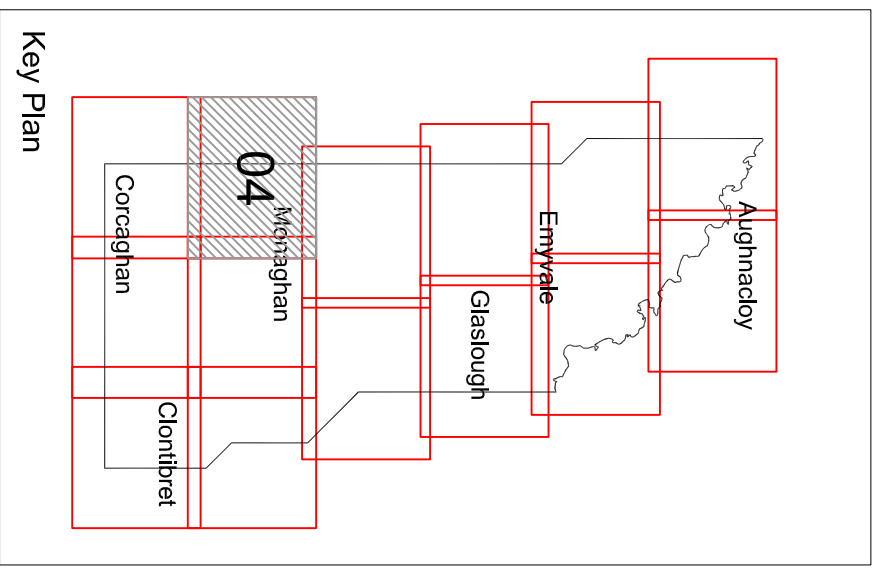 Key Plan
Aughnacloy
Emyvale
Glaslough
04
Monaghan
Corcaghan
Clontibret